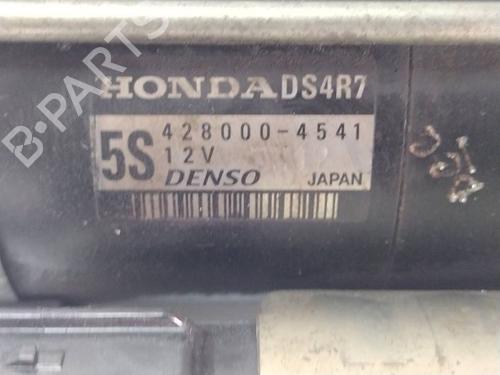 B-PARTS
HONDA DS4R7
5S 428000-4541
12V
DENSO JAPAN